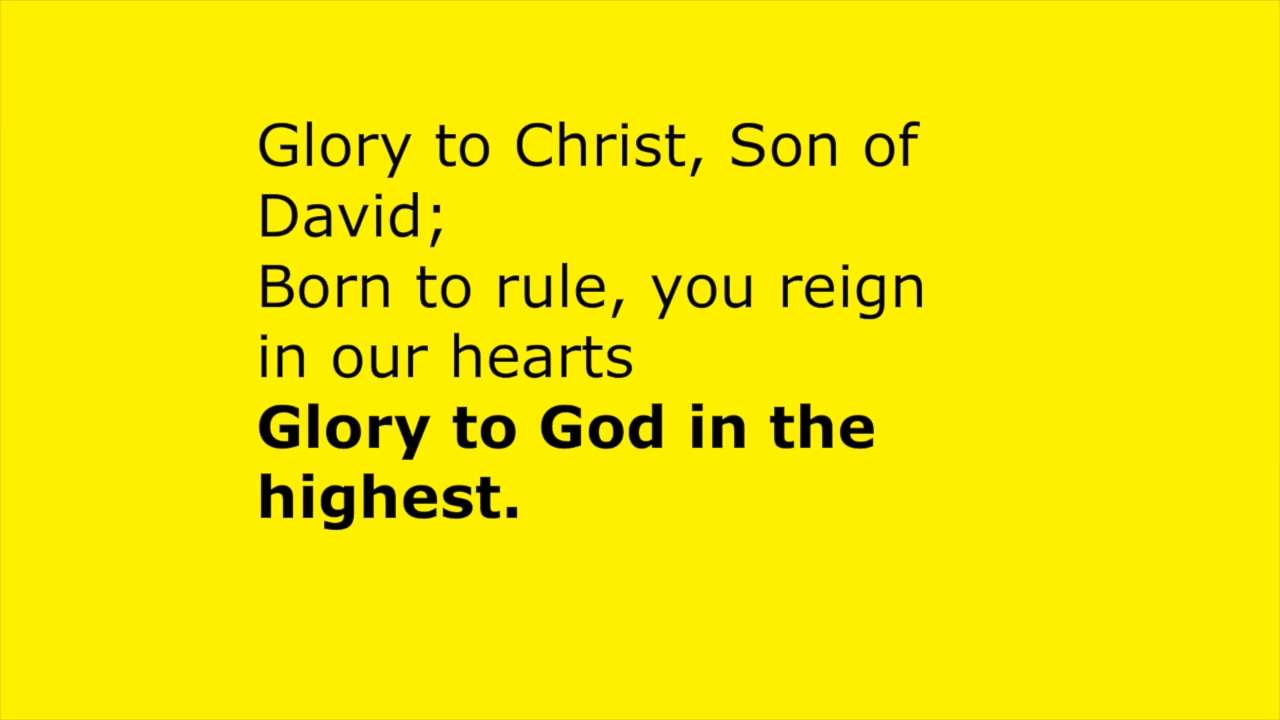 Glory to Christ, Son of
David;
Born to rule, you reign
in our hearts
Glory to God in the
highest.